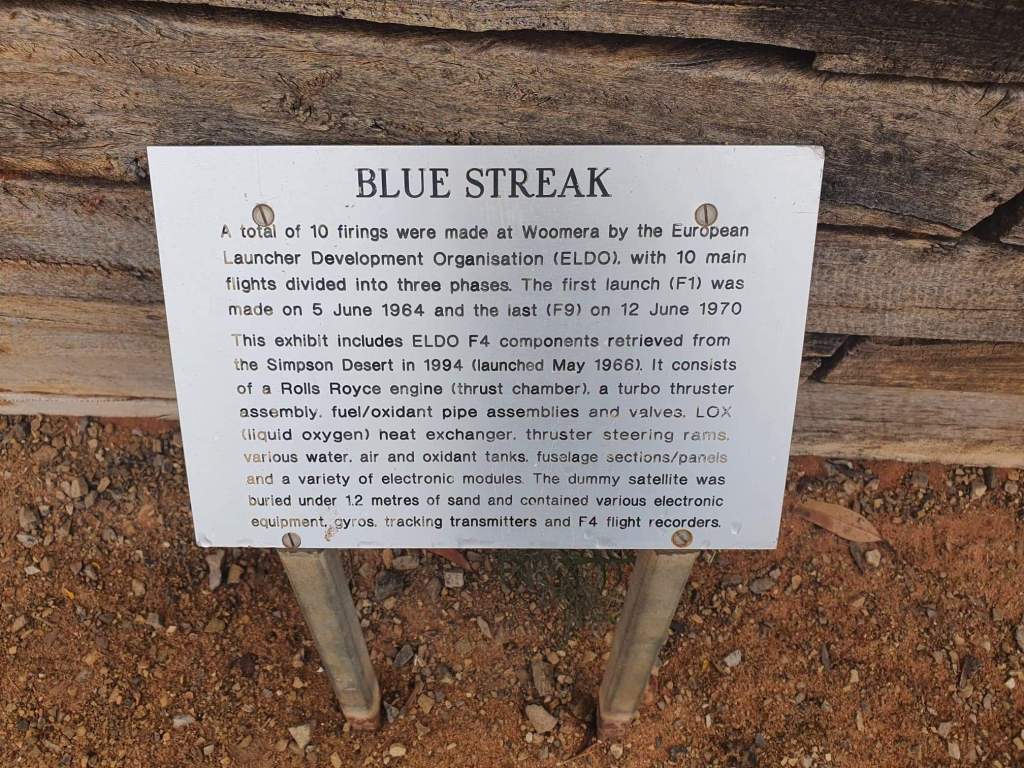 BLUE STREAK
A total of 10 firings were made at Woomera by the European
Launcher Development Organisation (ELDO), with 10 main
flights divided into three phases. The first launch (F1) was
made on 5 June 1964 and the last (F9) on 12 June 1970
This exhibit includes ELDO F4 components retrieved from
the Simpson Desert in 1994 (launched May 1966). It consists
of a Rolls Royce engine (thrust chamber), a turbo thruster
assembly, fuel/oxidant pipe assemblies and valves, LOX
(liquid oxygen) heat exchanger, thruster steering rams,
various water, air and oxidant tanks, fuselage sections/panels
and a variety of electronic modules. The dummy satellite was
buried under 1.2 metres of sand and contained various electronic
equipment, gyros, tracking transmitters and F4 flight recorders.